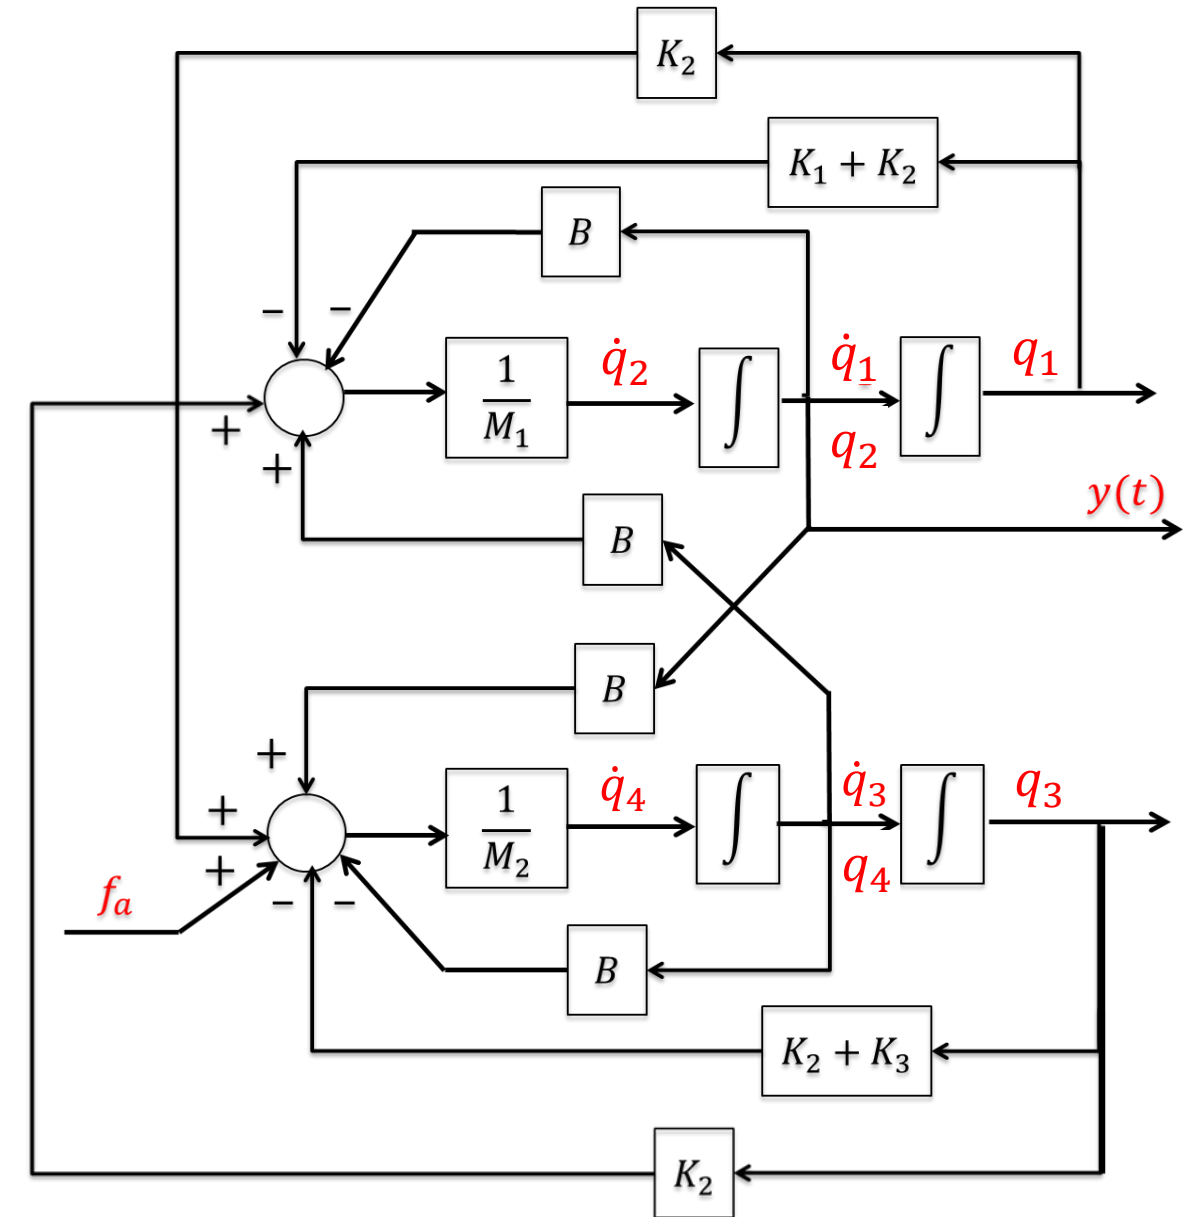 K₂
K₁ + K₂
B
− −
1/M₁ q̇₂ ∫ q̇₁ ∫ q₁
+ q₂
+
y(t)
B
B
+
1/M₂ q̇₄ ∫ q̇₃ ∫ q₃
+
+ q₄
fₐ − −
B
K₂ + K₃
K₂